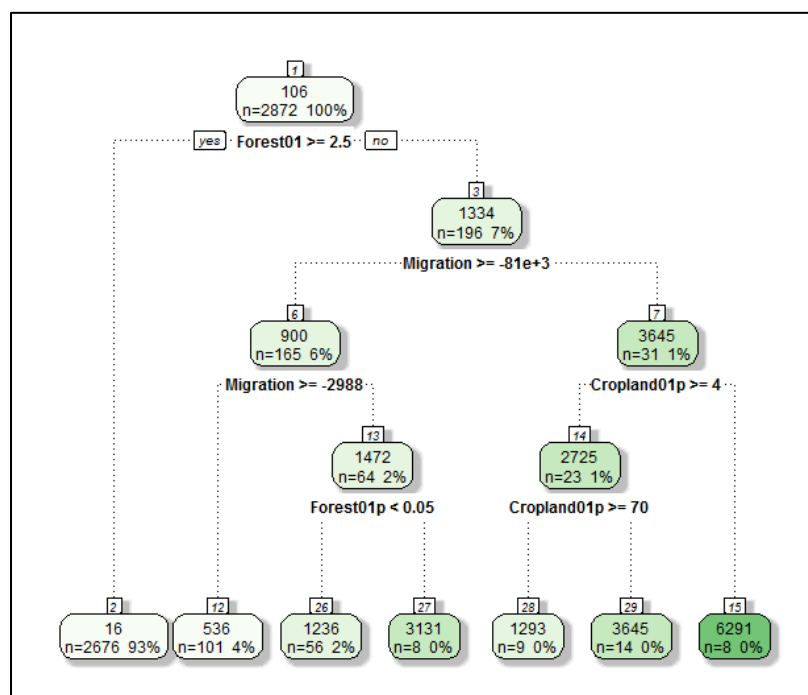 1
106
n=2872 100%
yes Forest01 >= 2.5 no
3
1334
n=196 7%
Migration >= -81e+3
6
900
n=165 6%
7
3645
n=31 1%
Migration >= -2988
Cropland01p >= 4
13
1472
n=64 2%
14
2725
n=23 1%
Forest01p < 0.05
Cropland01p >= 70
2
16
n=2676 93%
12
536
n=101 4%
26
1236
n=56 2%
27
3131
n=8 0%
28
1293
n=9 0%
29
3645
n=14 0%
15
6291
n=8 0%